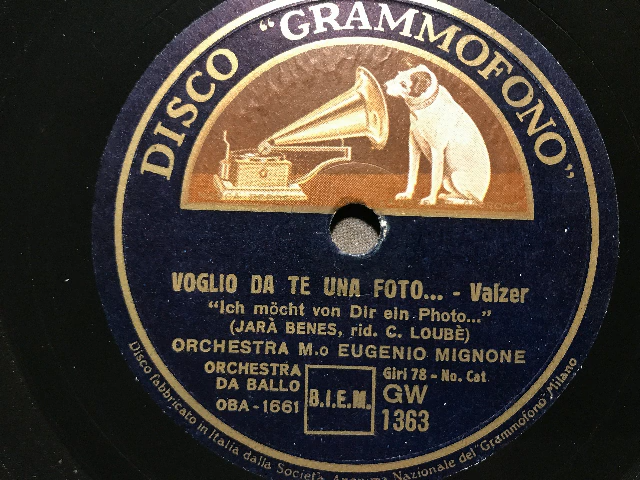 DISCO "GRAMMOFONO"
VOGLIO DA TE UNA FOTO... - Valzer
"Ich möcht von Dir ein Photo..."
(JARÀ BENES, rid. C. LOUBÈ)
ORCHESTRA M.o EUGENIO MIGNONE
ORCHESTRA
DA BALLO
OBA - 1661
B.I.E.M.
Giri 78 - No. Cat.
GW
1363
Disco fabbricato in Italia dalla Società Anonima Nazionale del "Grammofono" Milano